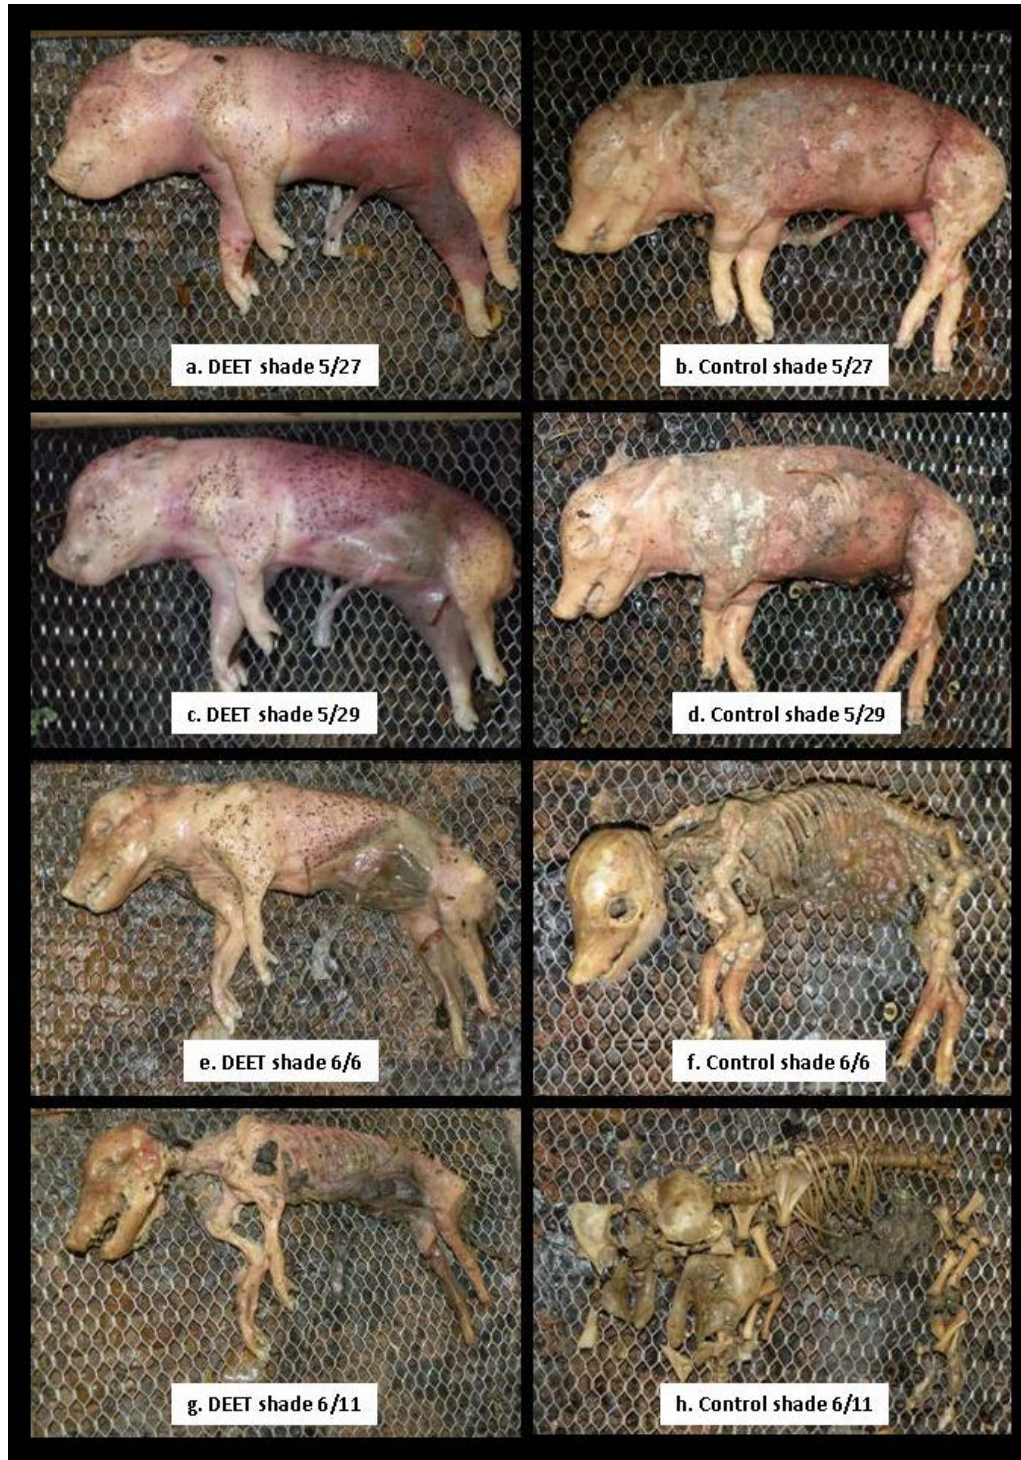 a. DEET shade 5/27
b. Control shade 5/27
c. DEET shade 5/29
d. Control shade 5/29
e. DEET shade 6/6
f. Control shade 6/6
g. DEET shade 6/11
h. Control shade 6/11